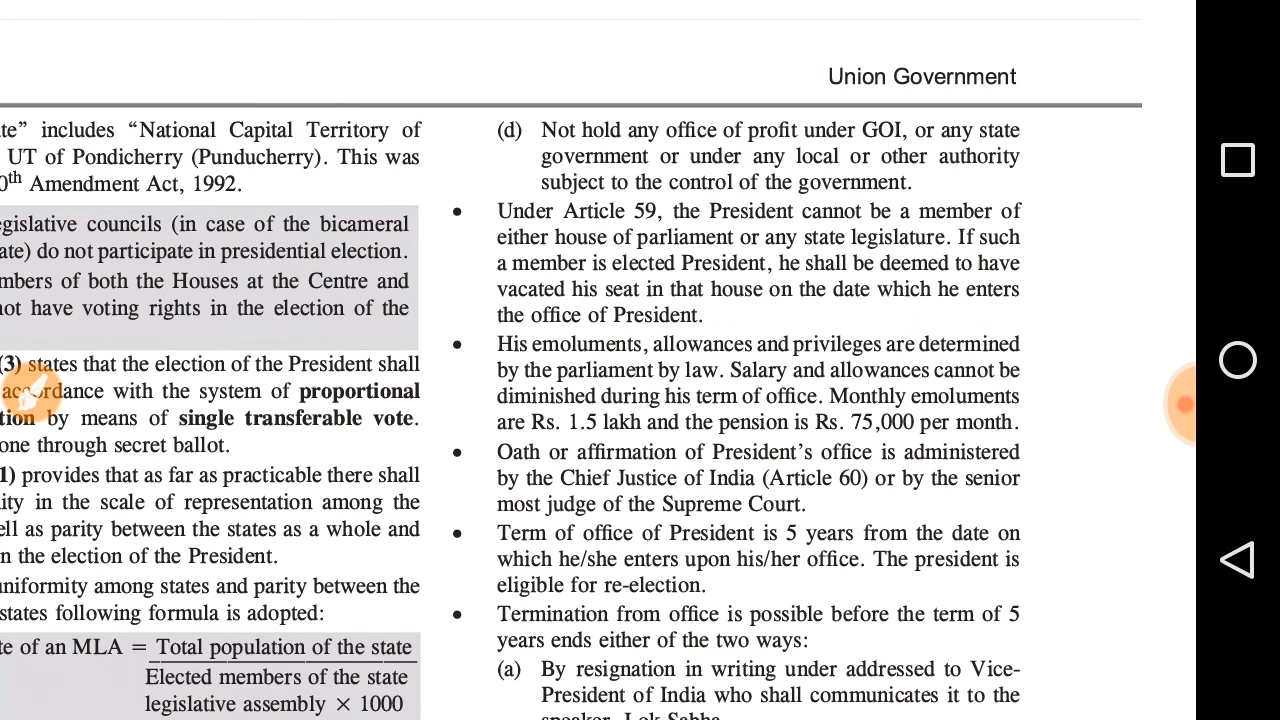 Union Government
te” includes “National Capital Territory of
UT of Pondicherry (Punducherry). This was
0th Amendment Act, 1992.
egislative councils (in case of the bicameral
ate) do not participate in presidential election.
mbers of both the Houses at the Centre and
not have voting rights in the election of the
(3) states that the election of the President shall
accordance with the system of proportional
tion by means of single transferable vote.
one through secret ballot.
1) provides that as far as practicable there shall
ity in the scale of representation among the
ell as parity between the states as a whole and
n the election of the President.
uniformity among states and parity between the
states following formula is adopted:
te of an MLA = Total population of the state
Elected members of the state
legislative assembly × 1000
(d) Not hold any office of profit under GOI, or any state
government or under any local or other authority
subject to the control of the government.
• Under Article 59, the President cannot be a member of
either house of parliament or any state legislature. If such
a member is elected President, he shall be deemed to have
vacated his seat in that house on the date which he enters
the office of President.
• His emoluments, allowances and privileges are determined
by the parliament by law. Salary and allowances cannot be
diminished during his term of office. Monthly emoluments
are Rs. 1.5 lakh and the pension is Rs. 75,000 per month.
• Oath or affirmation of President’s office is administered
by the Chief Justice of India (Article 60) or by the senior
most judge of the Supreme Court.
• Term of office of President is 5 years from the date on
which he/she enters upon his/her office. The president is
eligible for re-election.
• Termination from office is possible before the term of 5
years ends either of the two ways:
(a) By resignation in writing under addressed to Vice-
President of India who shall communicates it to the
speaker, Lok Sabha